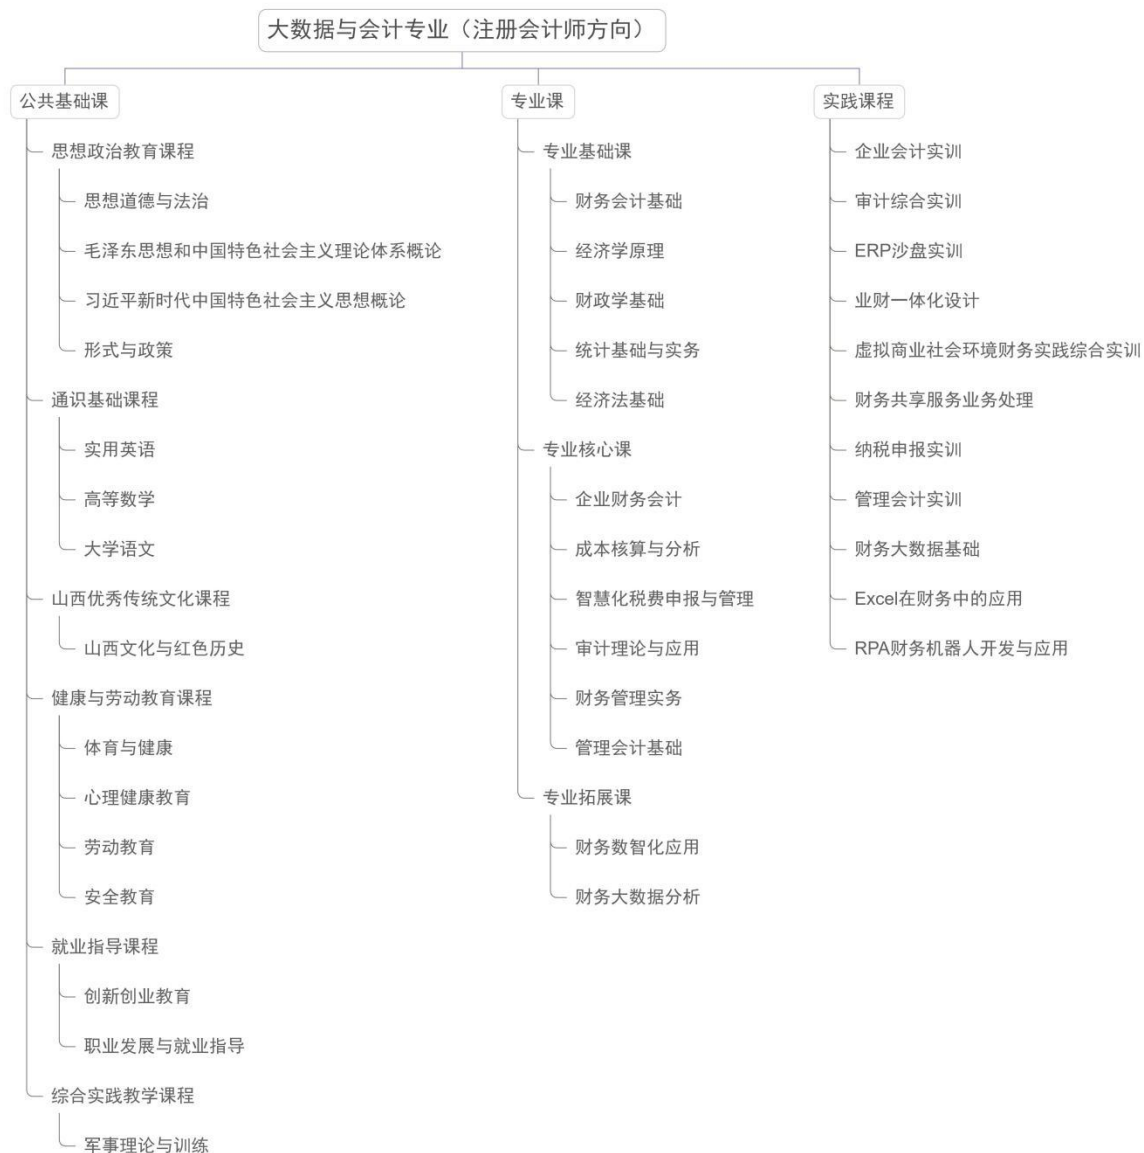 大数据与会计专业（注册会计师方向）
公共基础课
思想政治教育课程
思想道德与法治
毛泽东思想和中国特色社会主义理论体系概论
习近平新时代中国特色社会主义思想概论
形式与政策
通识基础课程
实用英语
高等数学
大学语文
山西优秀传统文化课程
山西文化与红色历史
健康与劳动教育课程
体育与健康
心理健康教育
劳动教育
安全教育
就业指导课程
创新创业教育
职业发展与就业指导
综合实践教学课程
军事理论与训练
专业课
专业基础课
财务会计基础
经济学原理
财政学基础
统计基础与实务
经济法基础
专业核心课
企业财务会计
成本核算与分析
智慧化税费申报与管理
审计理论与应用
财务管理实务
管理会计基础
专业拓展课
财务数智化应用
财务大数据分析
实践课程
企业会计实训
审计综合实训
ERP沙盘实训
业财一体化设计
虚拟商业社会环境财务实践综合实训
财务共享服务业务处理
纳税申报实训
管理会计实训
财务大数据基础
Excel在财务中的应用
RPA财务机器人开发与应用